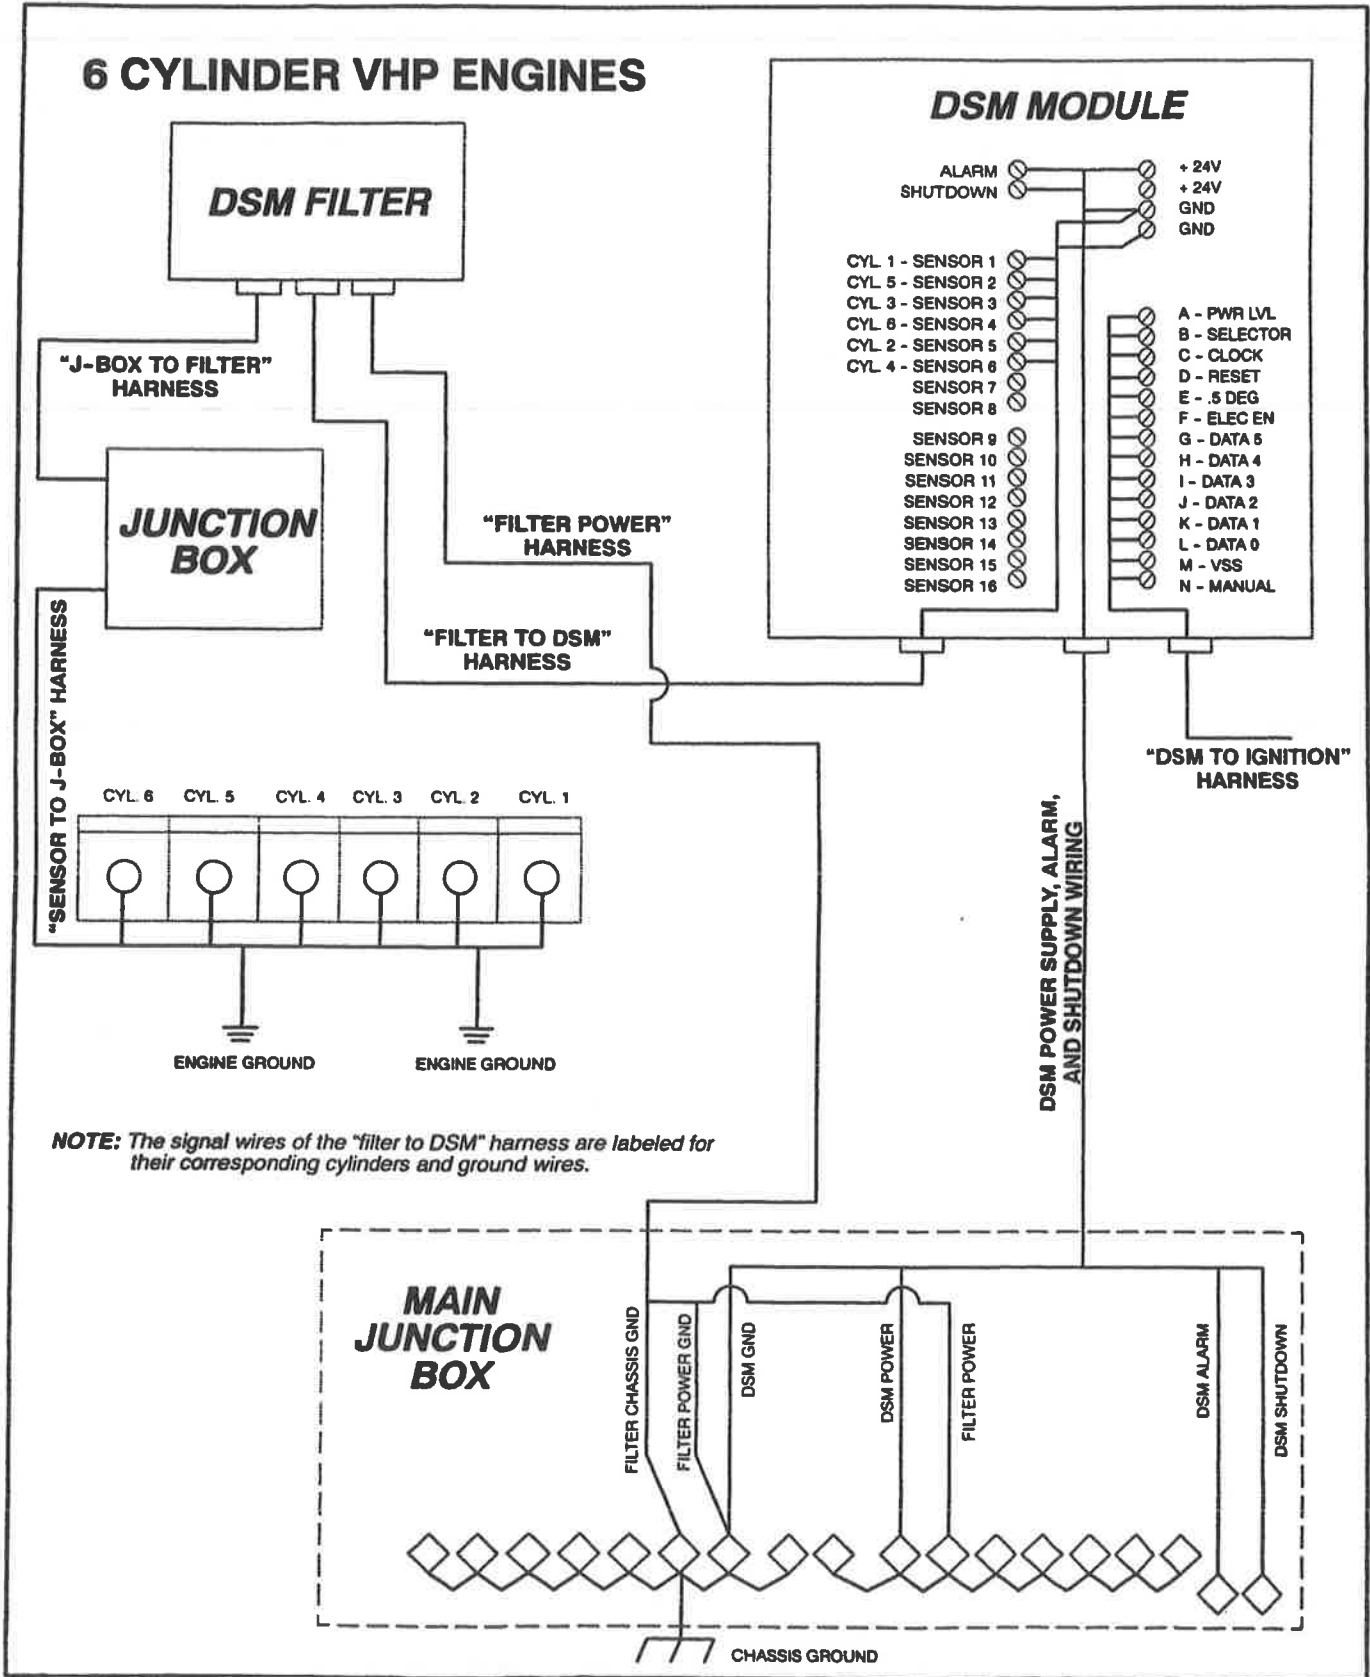 6 CYLINDER VHP ENGINES
DSM FILTER
"J-BOX TO FILTER"
HARNESS
JUNCTION
BOX
"FILTER POWER"
HARNESS
"FILTER TO DSM"
HARNESS
"SENSOR TO J-BOX" HARNESS
DSM MODULE
ALARM
SHUTDOWN
+ 24V
+ 24V
GND
GND
CYL. 1 - SENSOR 1
CYL. 5 - SENSOR 2
CYL. 3 - SENSOR 3
CYL. 6 - SENSOR 4
CYL. 2 - SENSOR 5
CYL. 4 - SENSOR 6
SENSOR 7
SENSOR 8
SENSOR 9
SENSOR 10
SENSOR 11
SENSOR 12
SENSOR 13
SENSOR 14
SENSOR 15
SENSOR 16
A - PWR LVL
B - SELECTOR
C - CLOCK
D - RESET
E - .5 DEG
F - ELEC EN
G - DATA 5
H - DATA 4
I - DATA 3
J - DATA 2
K - DATA 1
L - DATA 0
M - VSS
N - MANUAL
"DSM TO IGNITION"
HARNESS
DSM POWER SUPPLY, ALARM,
AND SHUTDOWN WIRING
CYL. 6 CYL. 5 CYL. 4 CYL. 3 CYL. 2 CYL. 1
ENGINE GROUND
ENGINE GROUND
NOTE: The signal wires of the "filter to DSM" harness are labeled for
their corresponding cylinders and ground wires.
MAIN
JUNCTION
BOX
FILTER CHASSIS GND
FILTER POWER GND
DSM GND
DSM POWER
FILTER POWER
DSM ALARM
DSM SHUTDOWN
CHASSIS GROUND